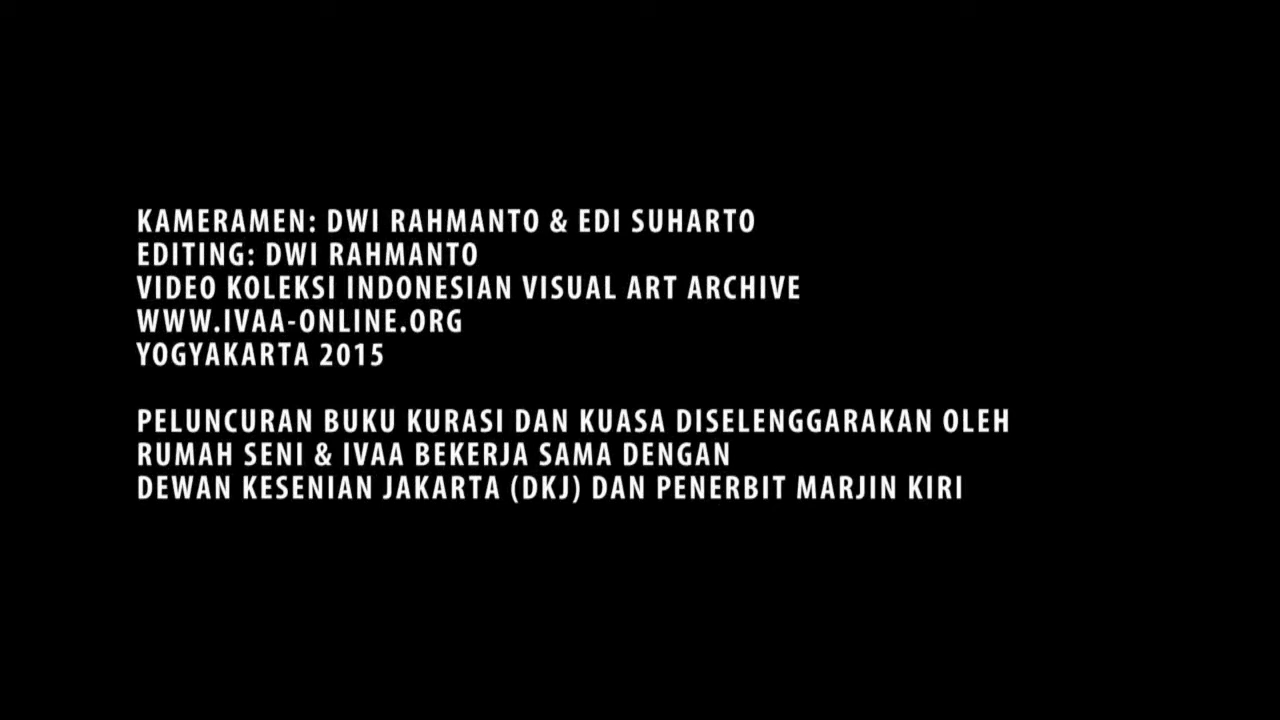 KAMERAMEN: DWI RAHMANTO & EDI SUHARTO
EDITING: DWI RAHMANTO
VIDEO KOLEKSI INDONESIAN VISUAL ART ARCHIVE
WWW.IVAA-ONLINE.ORG
YOGYAKARTA 2015
PELUNCURAN BUKU KURASI DAN KUASA DISELENGGARAKAN OLEH
RUMAH SENI & IVAA BEKERJA SAMA DENGAN
DEWAN KESENIAN JAKARTA (DKJ) DAN PENERBIT MARJIN KIRI